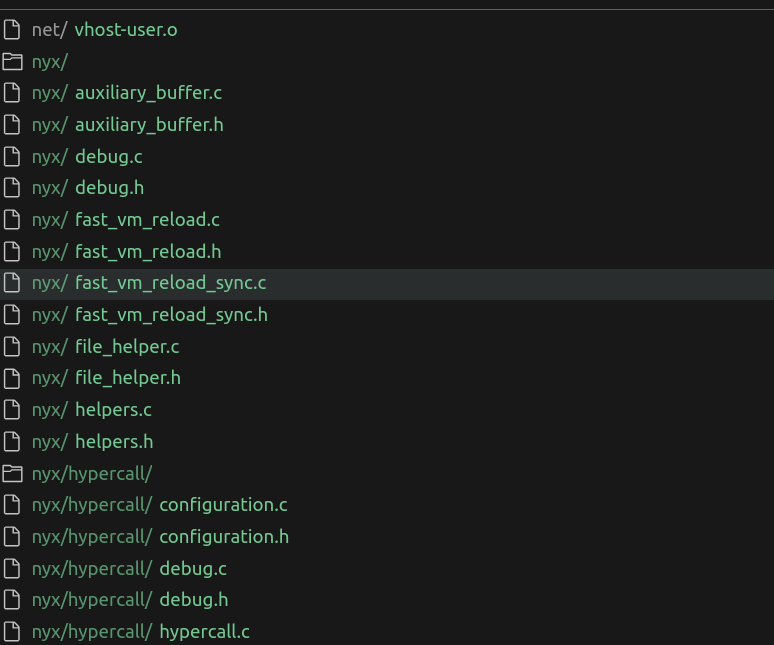 net/ vhost-user.o
nyx/
nyx/ auxiliary_buffer.c
nyx/ auxiliary_buffer.h
nyx/ debug.c
nyx/ debug.h
nyx/ fast_vm_reload.c
nyx/ fast_vm_reload.h
nyx/ fast_vm_reload_sync.c
nyx/ fast_vm_reload_sync.h
nyx/ file_helper.c
nyx/ file_helper.h
nyx/ helpers.c
nyx/ helpers.h
nyx/hypercall/
nyx/hypercall/ configuration.c
nyx/hypercall/ configuration.h
nyx/hypercall/ debug.c
nyx/hypercall/ debug.h
nyx/hypercall/ hypercall.c